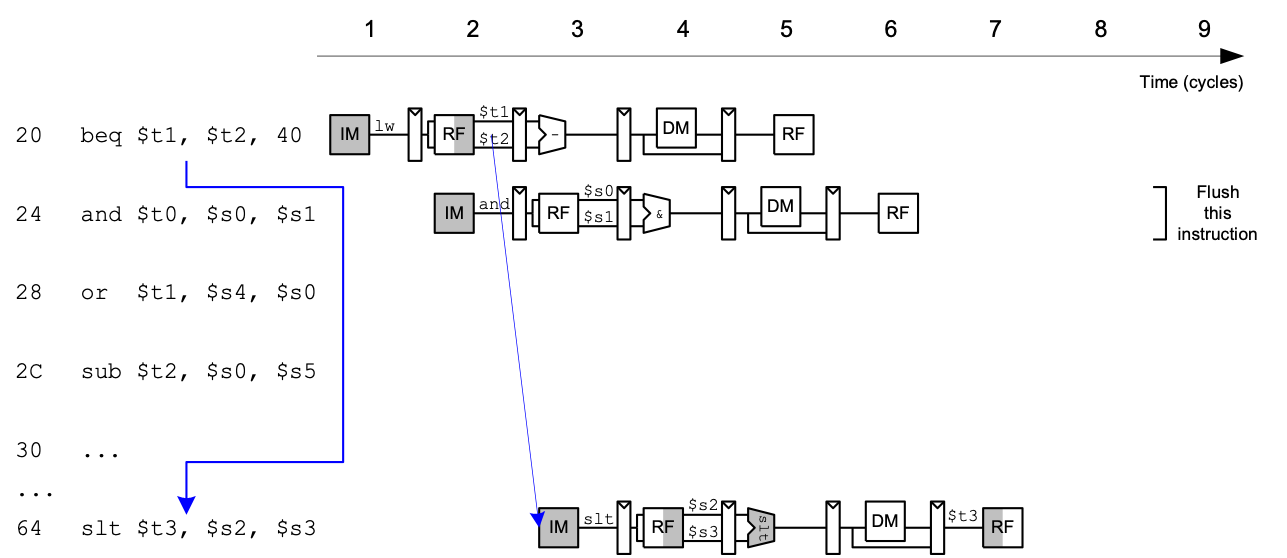 1 2 3 4 5 6 7 8 9
Time (cycles)
20 beq $t1, $t2, 40 IM lw RF $t1 $t2 - DM RF
24 and $t0, $s0, $s1 IM and RF $s0 $s1 & DM RF
Flush
this
instruction
28 or $t1, $s4, $s0
2C sub $t2, $s0, $s5
30 ...
...
64 slt $t3, $s2, $s3 IM slt RF $s2 $s3 slt DM $t3 RF